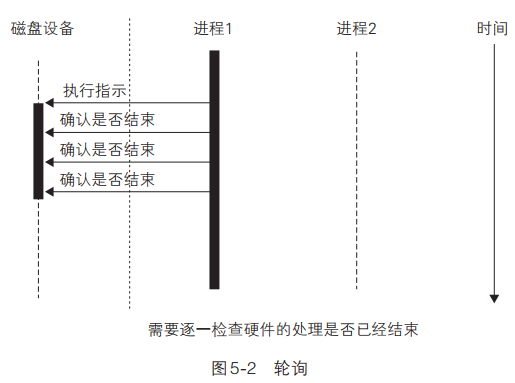 磁盘设备 进程1 进程2 时间
执行指示
确认是否结束
确认是否结束
确认是否结束
需要逐一检查硬件的处理是否已经结束
图5-2 轮询